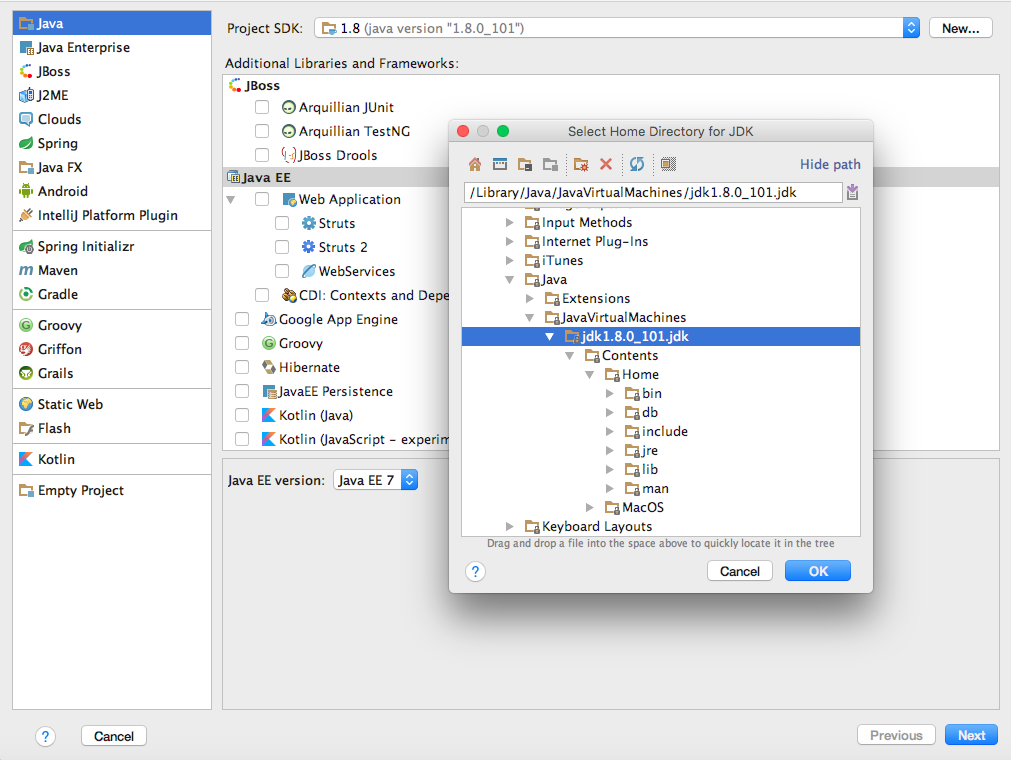 Java
Java Enterprise
JBoss
J2ME
Clouds
Spring
Java FX
Android
IntelliJ Platform Plugin
Spring Initializr
Maven
Gradle
Groovy
Griffon
Grails
Static Web
Flash
Kotlin
Empty Project
Project SDK: 1.8 (java version "1.8.0_101") New...
Additional Libraries and Frameworks:
JBoss
Arquillian JUnit
Arquillian TestNG
JBoss Drools
Java EE
Web Application
Struts
Struts 2
WebServices
CDI: Contexts and Depe
Google App Engine
Groovy
Hibernate
JavaEE Persistence
Kotlin (Java)
Kotlin (JavaScript - experim
Java EE version: Java EE 7
Select Home Directory for JDK
Hide path
/Library/Java/JavaVirtualMachines/jdk1.8.0_101.jdk
Input Methods
Internet Plug-Ins
iTunes
Java
Extensions
JavaVirtualMachines
jdk1.8.0_101.jdk
Contents
Home
bin
db
include
jre
lib
man
MacOS
Keyboard Layouts
Drag and drop a file into the space above to quickly locate it in the tree
? Cancel OK
? Cancel Previous Next